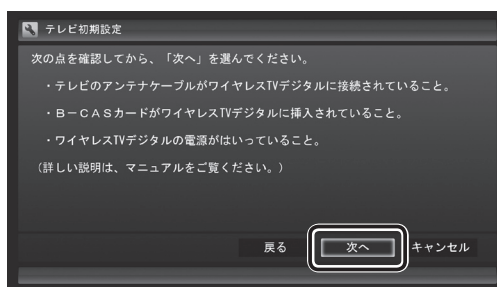 テレビ初期設定
次の点を確認してから、「次へ」を選んでください。
・テレビのアンテナケーブルがワイヤレスTVデジタルに接続されていること。
・B－CASカードがワイヤレスTVデジタルに挿入されていること。
・ワイヤレスTVデジタルの電源がはいっていること。
（詳しい説明は、マニュアルをご覧ください。）
戻る 次へ キャンセル